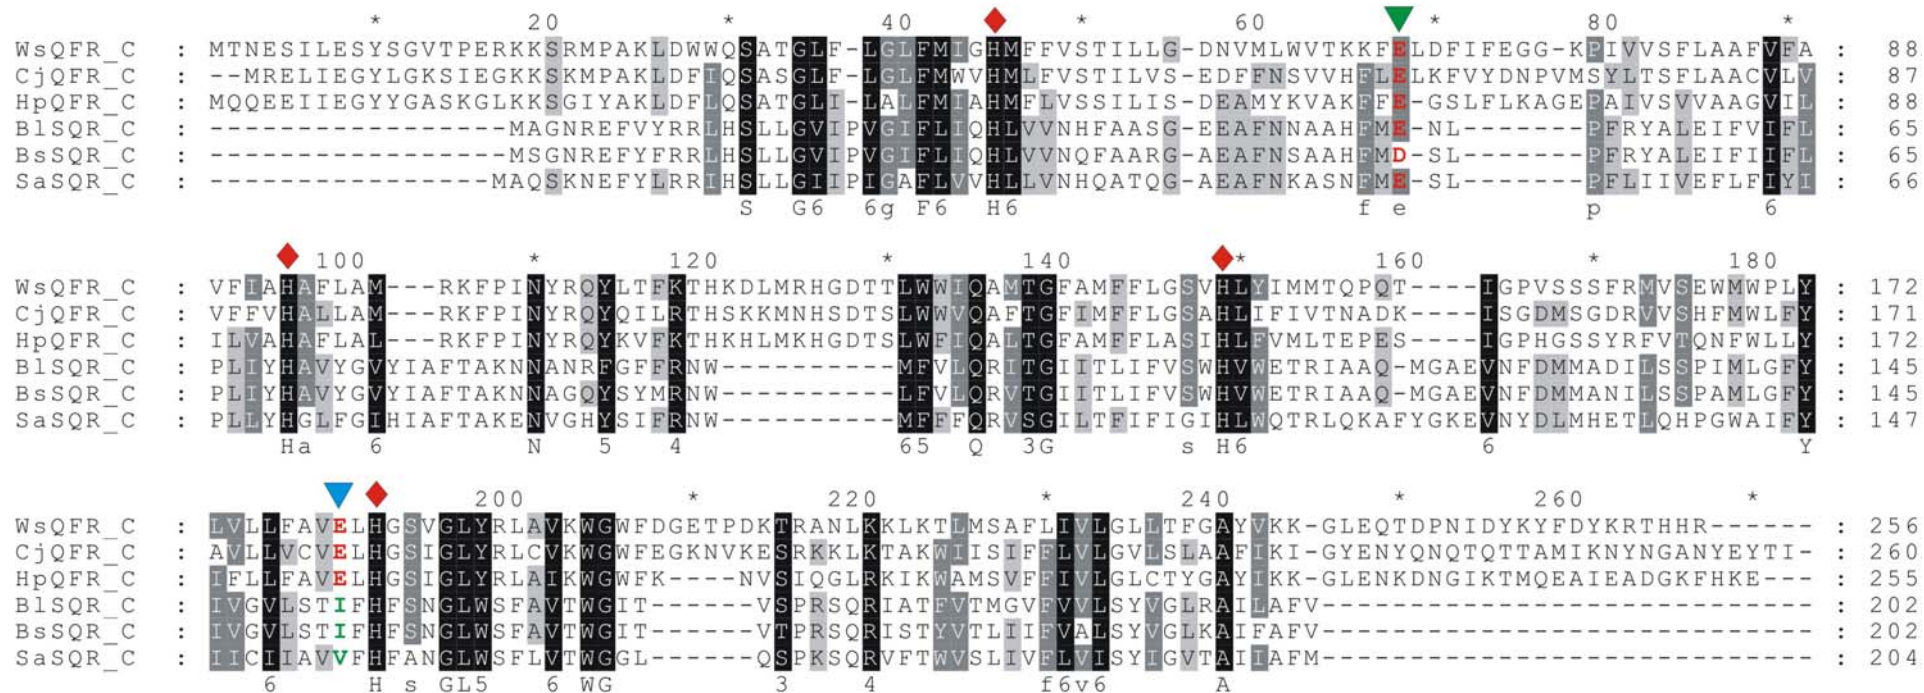 * 20 * 40 * 60 * 80 *
WsQFR_C : MTNESILESYSGVTPERKKSRMPAKLDWWQSATGLF-LGLFMIGHMFFVSTILLG-DNVMLWVTKKFELDFIFEGG-KPIVVSFLAAFVFA : 88
CjQFR_C : --MRELIEGYLGKSIEGKKSKMPAKLDFIQSASGLF-LGLFMWVHMLFVSTILVS-EDFFNSVVHFLELKFVYDNPVMSYLTSFLAACVLV : 87
HpQFR_C : MQQEEIIEGYYGASKGLKKSGIYAKLDFLQSATGLI-LALFMIAHMFLVSSILIS-DEAMYKVAKFFE-GSLFLKAGEPAIVSVVAAGVIL : 88
BlSQR_C : -----------------MAGNREFVYRRLHSLLGVIPVGIFLIQHLVVNHFAASG-EEAFNNAAHFME-NL-------PFRYALEIFVIFL : 65
BsSQR_C : -----------------MSGNREFYFRRLHSLLGVIPVGIFLIQHLVVNQFAARG-AEAFNSAAHFMD-SL-------PFRYALEIFIIFL : 65
SaSQR_C : ----------------MAQSKNEFYLRRIHSLLGIIPIGAFLVVHLLVNHQATQG-AEAFNKASNFME-SL-------PFLIIVEFLFIYI : 66
S G6 6g F6 H6 f e p 6
100 * 120 * 140 * 160 * 180
WsQFR_C : VFIAHAFLAM---RKFPINYRQYLTFKTHKDLMRHGDTTLWWIQAMTGFAMFFLGSVHLYIMMTQPQT----IGPVSSSFRMVSEWMWPLY : 172
CjQFR_C : VFFVHALLAM---RKFPINYRQYQILRTHSKKMNHSDTSLWWVQAFTGFIMFFLGSAHLIFIVTNADK----ISGDMSGDRVVSHFMWLFY : 171
HpQFR_C : ILVAHAFLAL---RKFPINYRQYKVFKTHKHLMKHGDTSLWFIQALTGFAMFFLASIHLFVMLTEPES----IGPHGSSYRFVTQNFWLLY : 172
BlSQR_C : PLIYHAVYGVYIAFTAKNNANRFGFFRNW----------MFVLQRITGIITLIFVSWHVWETRIAAQ-MGAEVNFDMMADILSSPIMLGFY : 145
BsSQR_C : PLIYHAVYGVYIAFTAKNNAGQYSYMRNW----------LFVLQRVTGIITLIFVSWHVWETRIAAQ-MGAEVNFDMMANILSSPAMLGFY : 145
SaSQR_C : PLLYHGLFGIHIAFTAKENVGHYSIFRNW----------MFFFQRVSGILTFIFIGIHLWQTRLQKAFYGKEVNYDLMHETLQHPGWAIFY : 147
Ha 6 N 5 4 65 Q 3G s H6 6 Y
200 * 220 * 240 * 260 *
WsQFR_C : LVLLFAVELHGSVGLYRLAVKWGWFDGETPDKTRANLKKLKTLMSAFLIVLGLLTFGAYVKK-GLEQTDPNIDYKYFDYKRTHHR------ : 256
CjQFR_C : AVLLVCVELHGSIGLYRLCVKWGWFEGKNVKESRKKLKTAKWIISIFFLVLGVLSLAAFIKI-GYENYQNQTQTTAMIKNYNGANYEYTI- : 260
HpQFR_C : IFLLFAVELHGSIGLYRLAIKWGWFK-----NVSIQGLRKIKWAMSVFFIVLGLCTYGAYIKK-GLENKDNGIKTMQEAIEADGKFHKE--- : 255
BlSQR_C : IVGVLSTIFHFSNGLWSFAVTWGIT------VSPRSQRIATFVTMGVFVVLSYVGLRAILAFV---------------------------- : 202
BsSQR_C : IVGVLSTIFHFSNGLWSFAVTWGIT------VTPRSQRISTYVTLIIFVALSYVGLKAIFAFV---------------------------- : 202
SaSQR_C : IICIIAVVFHFANGLWSFLVTWGGL------QSPKSQRVFTWVSLIVFLVISYIGVTAIIAFM---------------------------- : 204
6 H s GL5 6 WG 3 4 f6v6 A